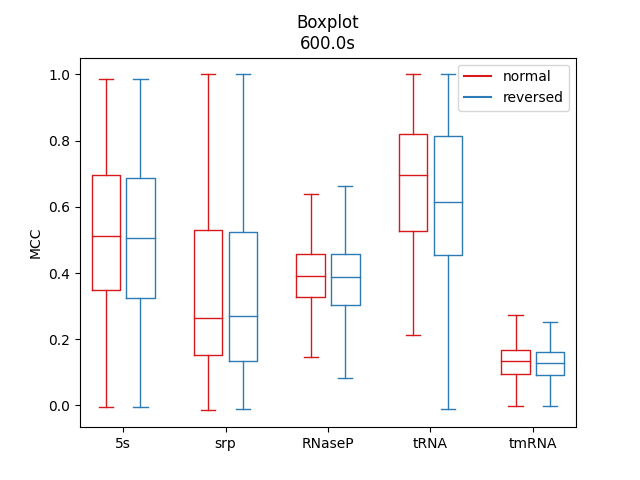 Boxplot
600.0s
normal
reversed
MCC
1.0
0.8
0.6
0.4
0.2
0.0
5s
srp
RNaseP
tRNA
tmRNA